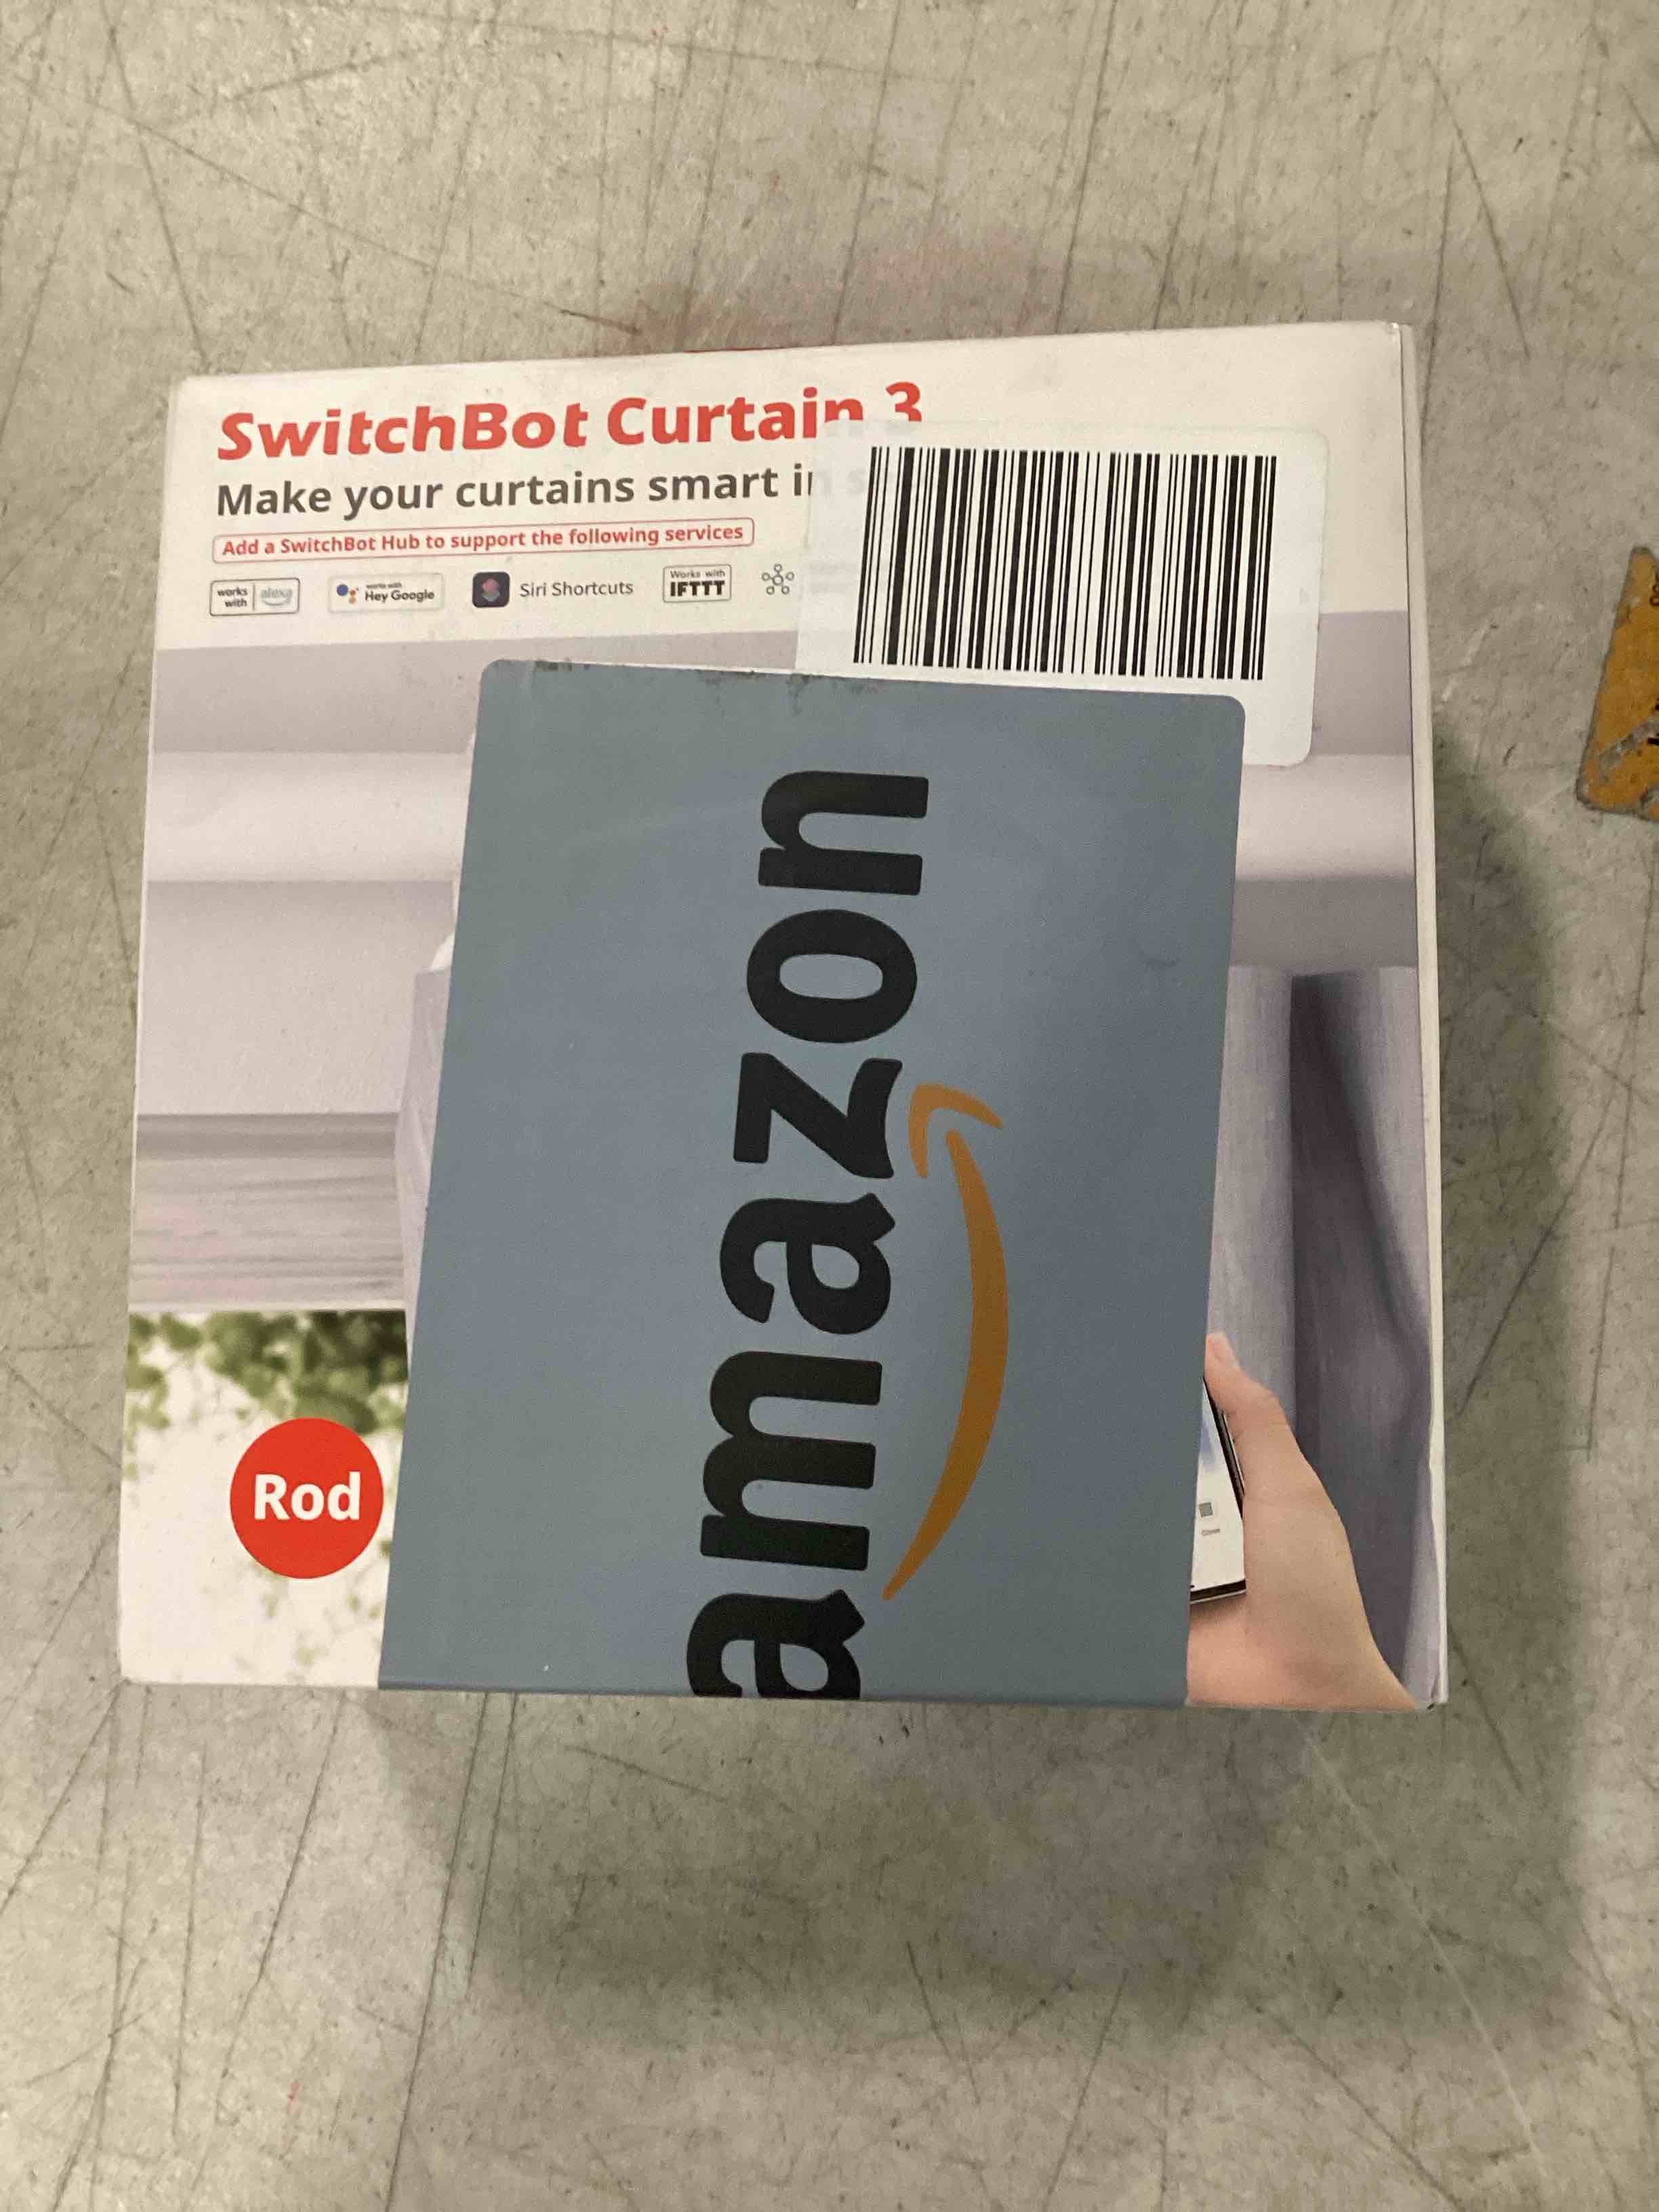 SwitchBot Curtain 3
Make your curtains smart in
Add a SwitchBot Hub to support the following services
works with alexa
works with Hey Google
Siri Shortcuts
Works with IFTTT
amazon
Rod